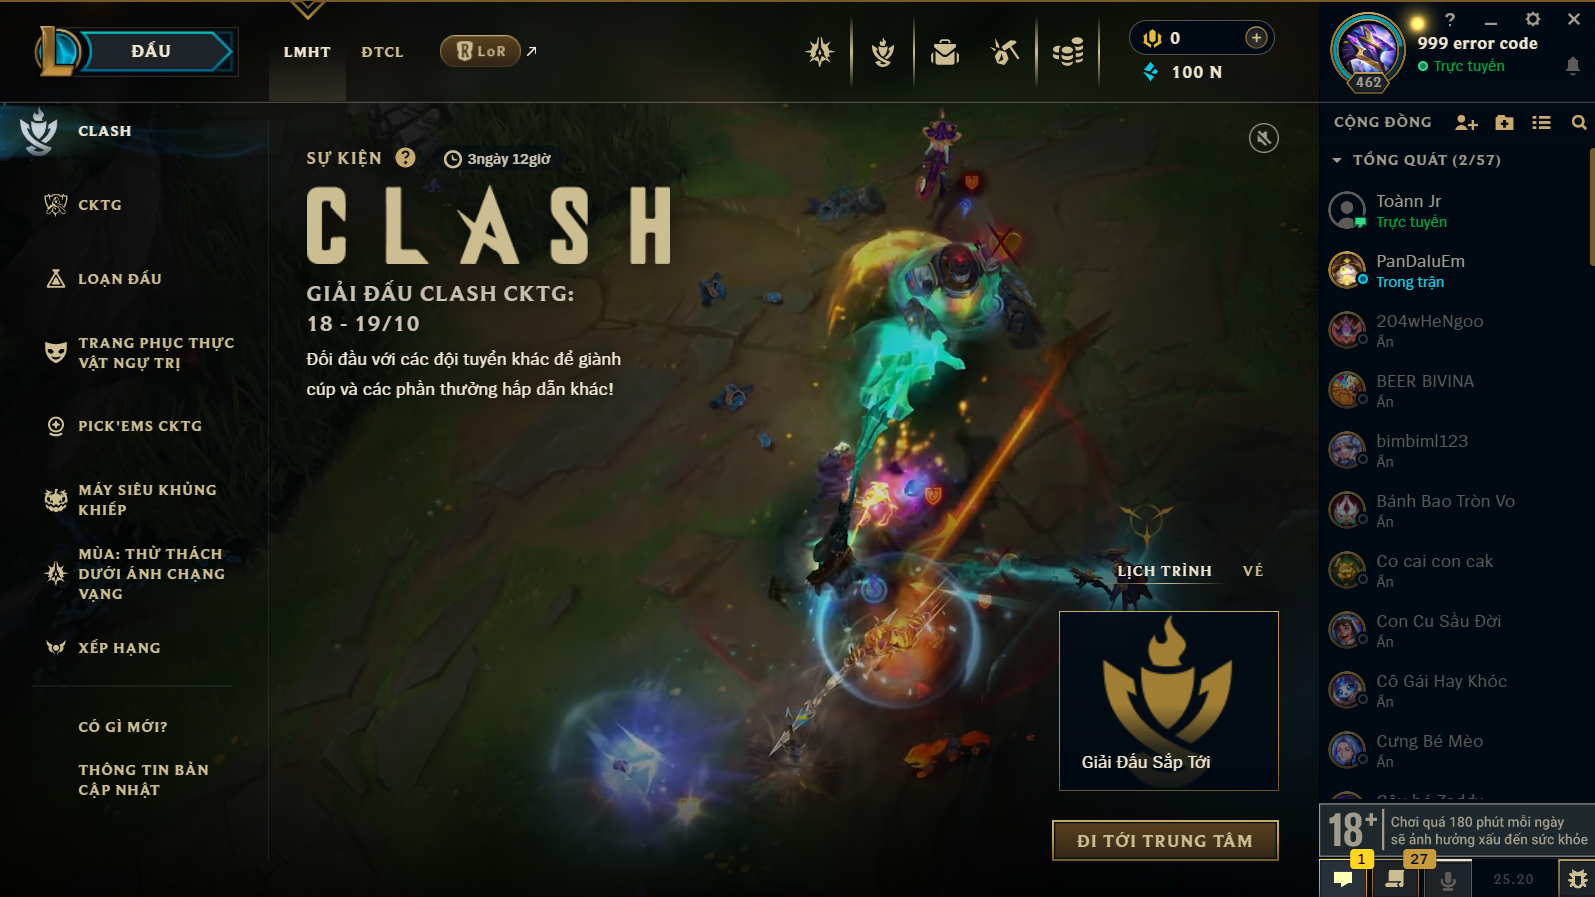 ĐẤU
LMHT
ĐTCL
LoR
0
100 N
462
999 error code
Trực tuyến
CLASH
CKTG
LOẠN ĐẤU
TRANG PHỤC THỰC
VẬT NGỰ TRỊ
PICK'EMS CKTG
MÁY SIÊU KHỦNG
KHIẾP
MÙA: THỬ THÁCH
DƯỚI ÁNH CHẠNG
VẠNG
XẾP HẠNG
CÓ GÌ MỚI?
THÔNG TIN BẢN
CẬP NHẬT
SỰ KIỆN ?
3ngày 12giờ
CLASH
GIẢI ĐẤU CLASH CKTG:
18 - 19/10
Đối đầu với các đội tuyển khác để giành
cúp và các phần thưởng hấp dẫn khác!
LỊCH TRÌNH
VÉ
Giải Đấu Sắp Tới
ĐI TỚI TRUNG TÂM
CỘNG ĐỒNG
TỔNG QUÁT (2/57)
Toànn Jr
Trực tuyến
PanDaluEm
Trong trận
204wHeNgoo
Ẩn
BEER BIVINA
Ẩn
bimbiml123
Ẩn
Bánh Bao Tròn Vo
Ẩn
Co cai con cak
Ẩn
Con Cu Sầu Đời
Ẩn
Cô Gái Hay Khóc
Ẩn
Cưng Bé Mèo
Ẩn
18+
Chơi quá 180 phút mỗi ngày
sẽ ảnh hưởng xấu đến sức khỏe
1
27
25.20